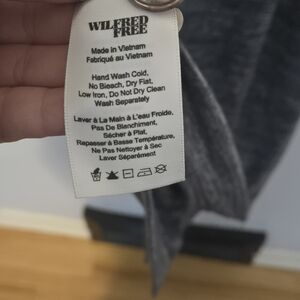 WILFRED
FREE
Made in Vietnam
Fabriqué au Vietnam
Hand Wash Cold,
No Bleach, Dry Flat,
Low Iron, Do Not Dry Clean
Wash Separately
Laver à La Main à L'eau Froide,
Pas De Blanchiment,
Sécher à Plat,
Repasser à Basse Température,
Ne Pas Nettoyer à Sec
Laver Séparément